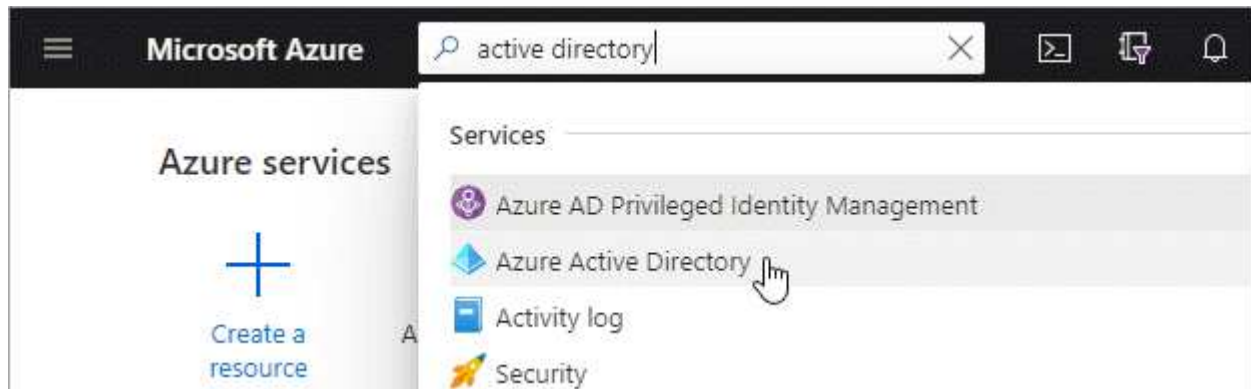 Microsoft Azure
active directory
Azure services
Create a
resource
A
Services
Azure AD Privileged Identity Management
Azure Active Directory
Activity log
Security